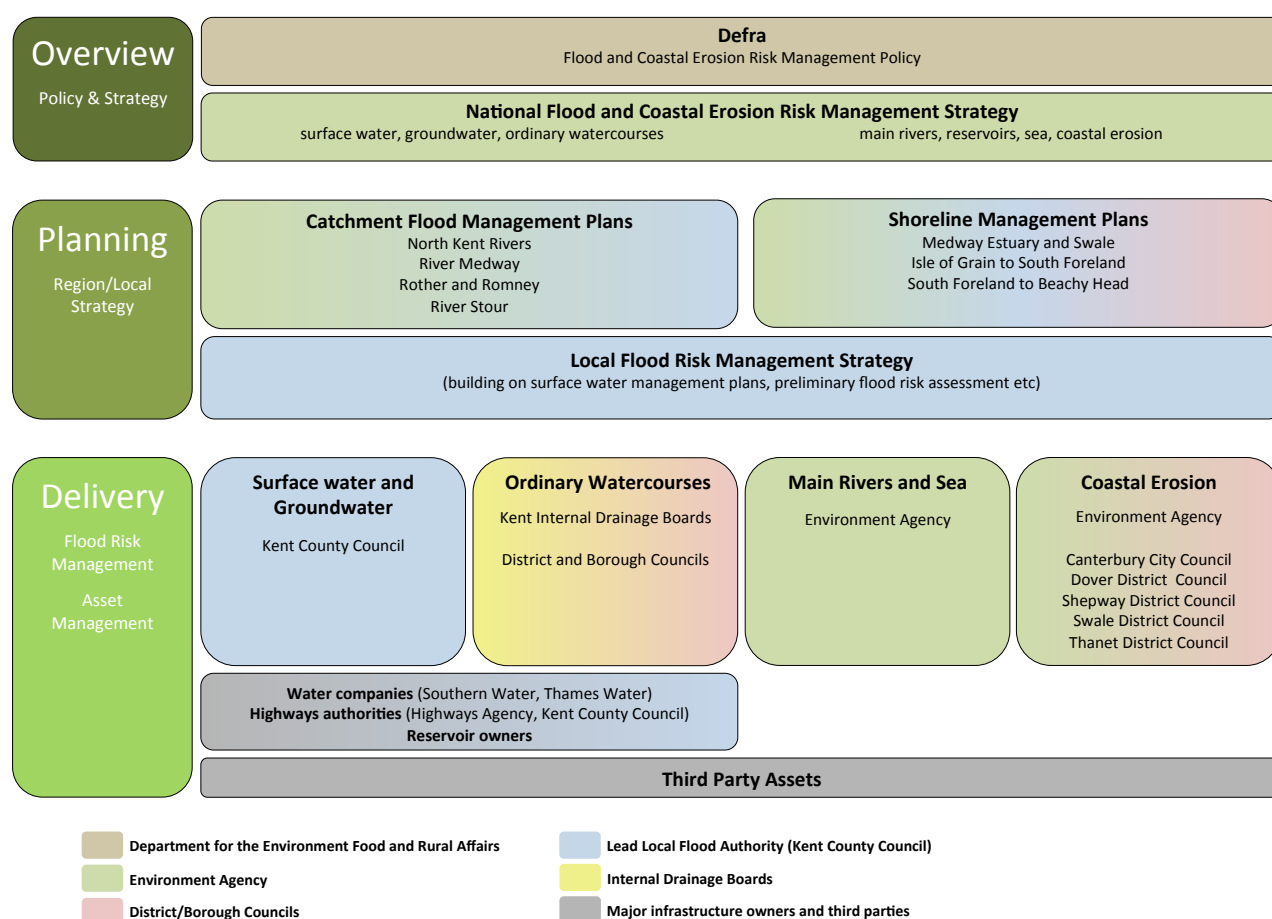 Overview
Policy & Strategy
Defra
Flood and Coastal Erosion Risk Management Policy
National Flood and Coastal Erosion Risk Management Strategy
surface water, groundwater, ordinary watercourses
main rivers, reservoirs, sea, coastal erosion
Planning
Region/Local
Strategy
Catchment Flood Management Plans
North Kent Rivers
River Medway
Rother and Romney
River Stour
Shoreline Management Plans
Medway Estuary and Swale
Isle of Grain to South Foreland
South Foreland to Beachy Head
Local Flood Risk Management Strategy
(building on surface water management plans, preliminary flood risk assessment etc)
Delivery
Flood Risk
Management
Asset
Management
Surface water and
Groundwater
Kent County Council
Ordinary Watercourses
Kent Internal Drainage Boards
District and Borough Councils
Main Rivers and Sea
Environment Agency
Coastal Erosion
Environment Agency
Canterbury City Council
Dover District Council
Shepway District Council
Swale District Council
Thanet District Council
Water companies (Southern Water, Thames Water)
Highways authorities (Highways Agency, Kent County Council)
Reservoir owners
Third Party Assets
Department for the Environment Food and Rural Affairs
Environment Agency
District/Borough Councils
Lead Local Flood Authority (Kent County Council)
Internal Drainage Boards
Major infrastructure owners and third parties